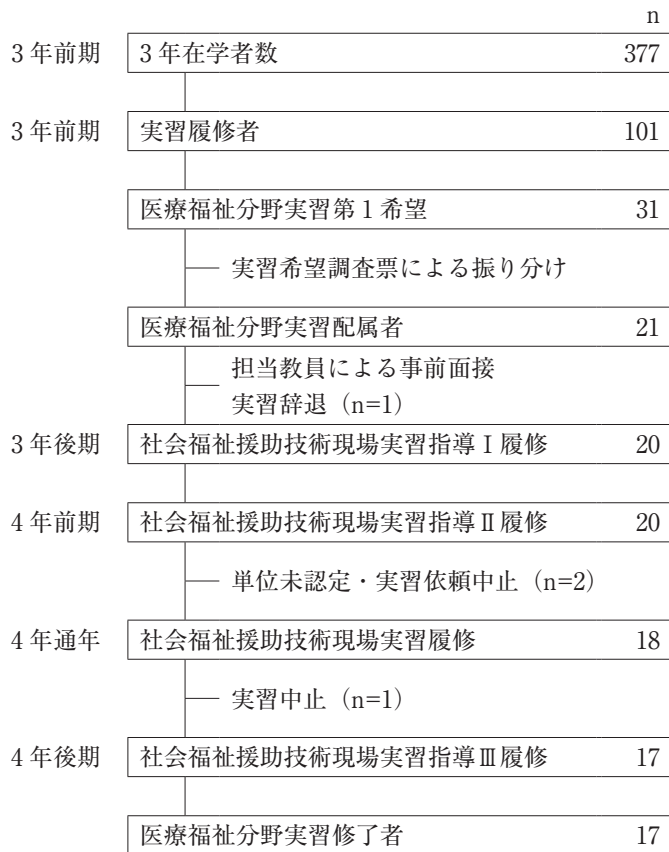 n
3年前期 3年在学者数 377
3年前期 実習履修者 101
医療福祉分野実習第1希望 31
実習希望調査票による振り分け
医療福祉分野実習配属者 21
担当教員による事前面接
実習辞退（n=1）
3年後期 社会福祉援助技術現場実習指導Ⅰ履修 20
4年前期 社会福祉援助技術現場実習指導Ⅱ履修 20
単位未認定・実習依頼中止（n=2）
4年通年 社会福祉援助技術現場実習履修 18
実習中止（n=1）
4年後期 社会福祉援助技術現場実習指導Ⅲ履修 17
医療福祉分野実習修了者 17